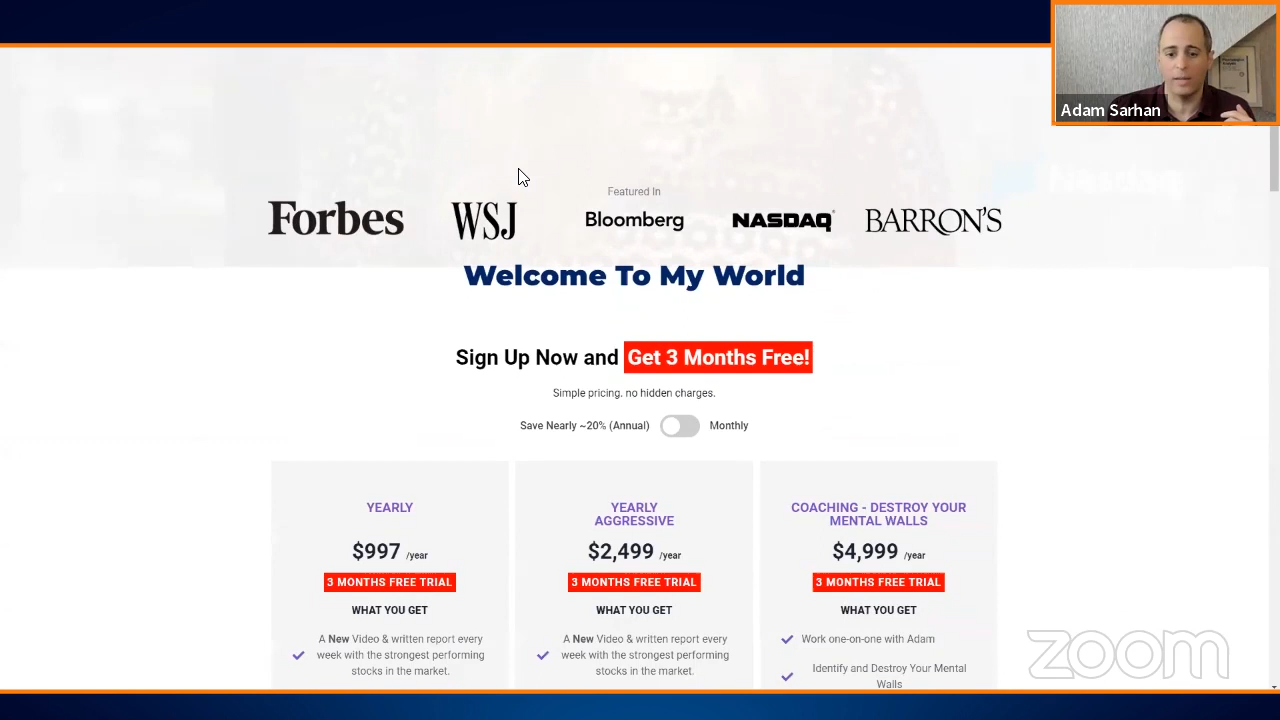 Adam Sarhan
Featured In
Forbes
WSJ
Bloomberg
NASDAQ
BARRON'S
Welcome To My World
Sign Up Now and Get 3 Months Free!
Simple pricing. no hidden charges.
Save Nearly ~20% (Annual)
Monthly
YEARLY
$997 /year
3 MONTHS FREE TRIAL
WHAT YOU GET
A New Video & written report every
week with the strongest performing
stocks in the market.
YEARLY
AGGRESSIVE
$2,499 /year
3 MONTHS FREE TRIAL
WHAT YOU GET
A New Video & written report every
week with the strongest performing
stocks in the market.
COACHING - DESTROY YOUR
MENTAL WALLS
$4,999 /year
3 MONTHS FREE TRIAL
WHAT YOU GET
Work one-on-one with Adam
Identify and Destroy Your Mental
Walls
zoom